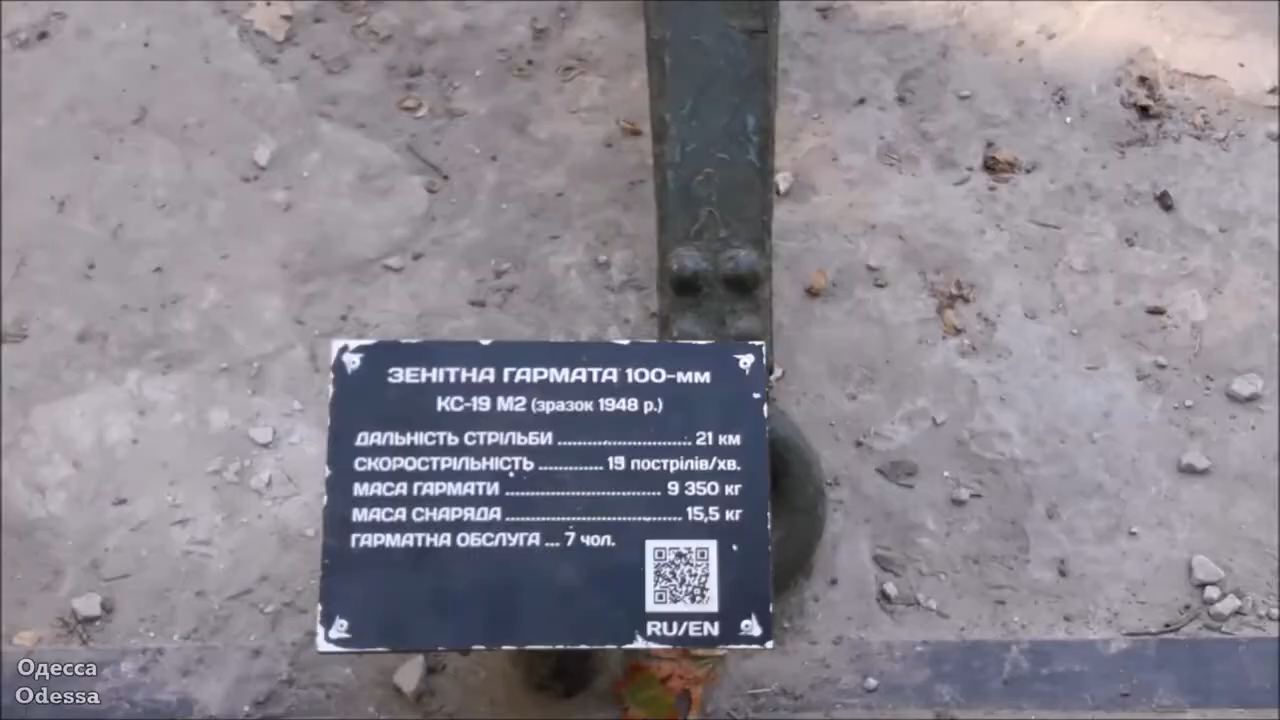 ЗЕНІТНА ГАРМАТА 100-мм
КС-19 М2 (зразок 1948 р.)
ДАЛЬНІСТЬ СТРІЛЬБИ ........................... 21 км
СКОРОСТРІЛЬНІСТЬ ............. 19 пострілів/хв.
МАСА ГАРМАТИ ................................ 9 350 кг
МАСА СНАРЯДА .................................... 15,5 кг
ГАРМАТНА ОБСЛУГА ... 7 чол.
RU/EN
Одесса
Odessa